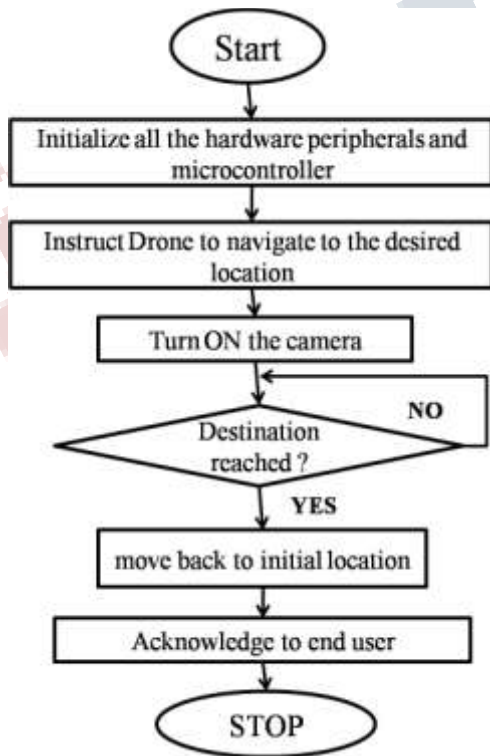 Start
Initialize all the hardware peripherals and
microcontroller
Instruct Drone to navigate to the desired
location
Turn ON the camera
NO
Destination
reached ?
YES
move back to initial location
Acknowledge to end user
STOP